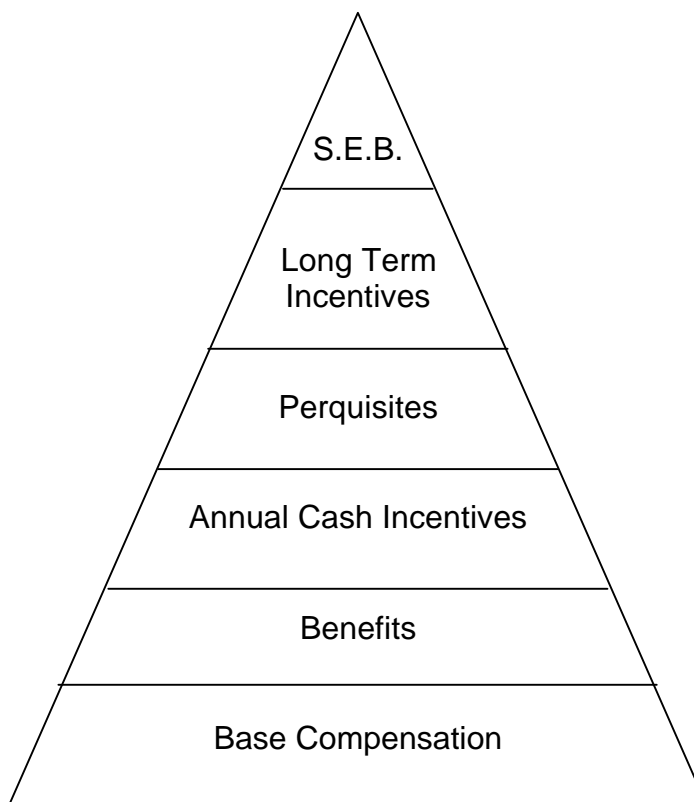 S.E.B.
Long Term
Incentives
Perquisites
Annual Cash Incentives
Benefits
Base Compensation